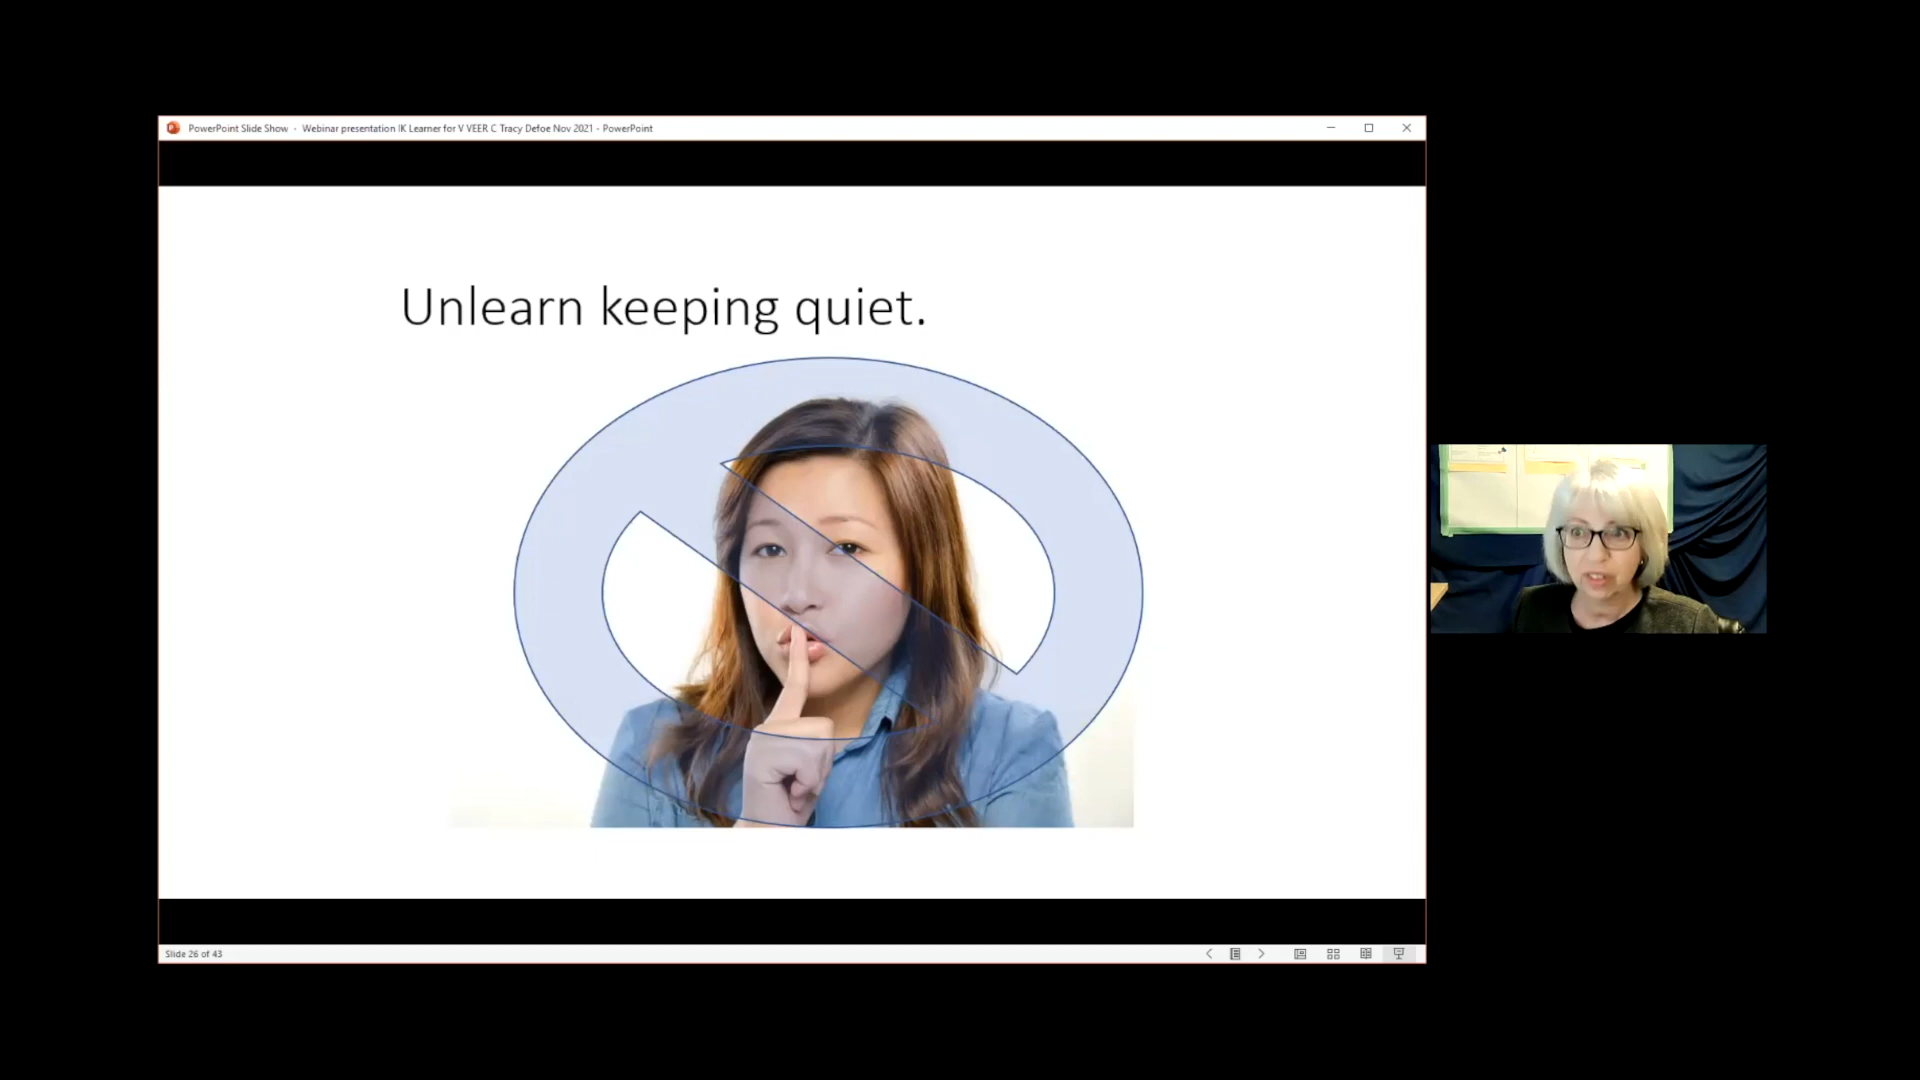 PowerPoint Slide Show - Webinar presentation IK Learner for V VEER C Tracy Defoe Nov 2021 - PowerPoint
Unlearn keeping quiet.
Slide 26 of 43